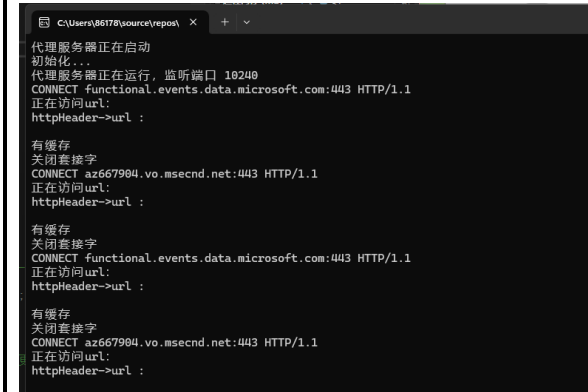 C:\Users\86178\source\repos\
代理服务器正在启动
初始化...
代理服务器正在运行，监听端口 10240
CONNECT functional.events.data.microsoft.com:443 HTTP/1.1
正在访问url:
httpHeader->url :
有缓存
关闭套接字
CONNECT az667904.vo.msecnd.net:443 HTTP/1.1
正在访问url:
httpHeader->url :
有缓存
关闭套接字
CONNECT functional.events.data.microsoft.com:443 HTTP/1.1
正在访问url:
httpHeader->url :
有缓存
关闭套接字
CONNECT az667904.vo.msecnd.net:443 HTTP/1.1
正在访问url:
httpHeader->url :